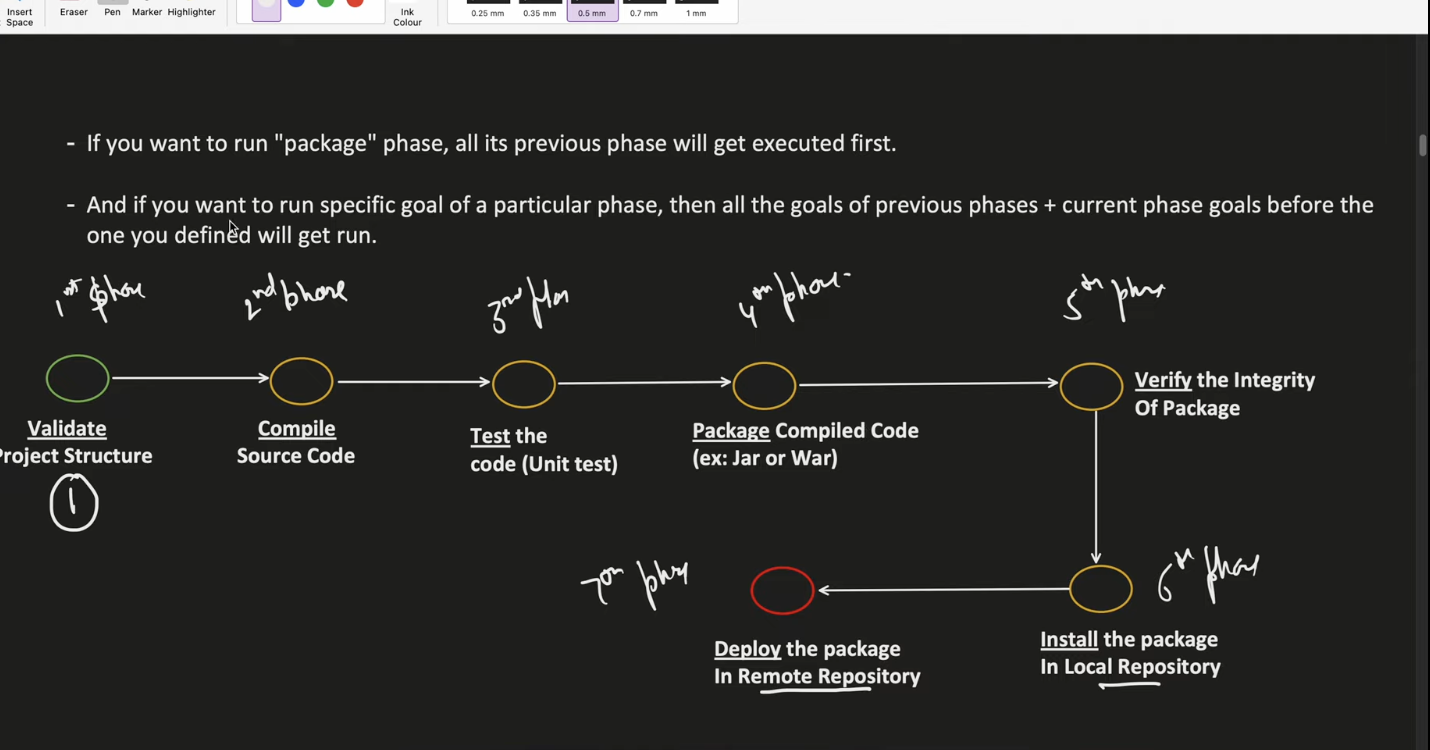 Insert
Space
Eraser
Pen
Marker
Highlighter
Ink
Colour
0.25 mm
0.35 mm
0.5 mm
0.7 mm
1 mm
- If you want to run "package" phase, all its previous phase will get executed first.
- And if you want to run specific goal of a particular phase, then all the goals of previous phases + current phase goals before the
one you defined will get run.
1st phase
2nd phase
3rd
4th phase
5th phase
Validate
Project Structure
1
Compile
Source Code
Test the
code (Unit test)
Package Compiled Code
(ex: Jar or War)
Verify the Integrity
Of Package
7th phase
6th phase
Deploy the package
In Remote Repository
Install the package
In Local Repository